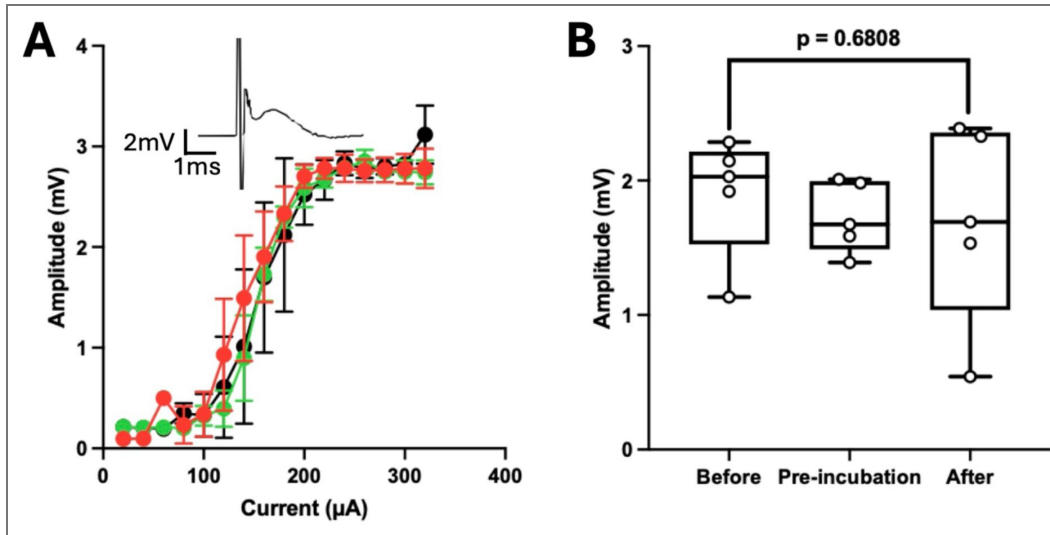 A
4
3
2
1
0
Amplitude (mV)
2mV
1ms
0
100
200
300
400
Current (μA)
B
p = 0.6808
3
2
1
0
Amplitude (mV)
Before
Pre-incubation
After